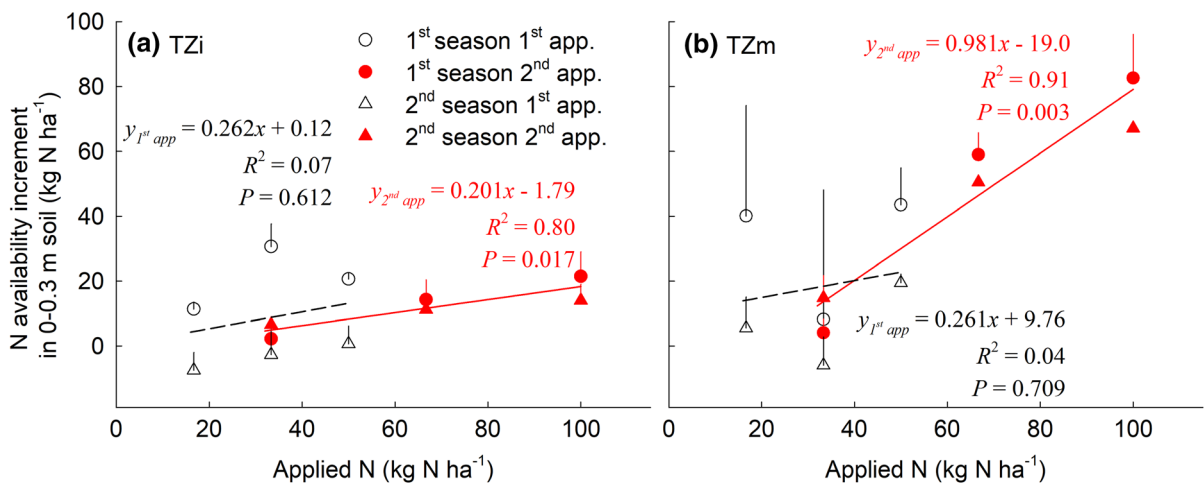 N availability increment
in 0-0.3 m soil (kg N ha⁻¹)
100
80
60
40
20
0
(a) TZi
1ˢᵗ season 1ˢᵗ app.
1ˢᵗ season 2ⁿᵈ app.
2ⁿᵈ season 1ˢᵗ app.
2ⁿᵈ season 2ⁿᵈ app.
y1ˢᵗ app = 0.262x + 0.12
R² = 0.07
P = 0.612
y2ⁿᵈ app = 0.201x - 1.79
R² = 0.80
P = 0.017
0 20 40 60 80 100
Applied N (kg N ha⁻¹)
(b) TZm
y2ⁿᵈ app = 0.981x - 19.0
R² = 0.91
P = 0.003
y1ˢᵗ app = 0.261x + 9.76
R² = 0.04
P = 0.709
0 20 40 60 80 100
Applied N (kg N ha⁻¹)